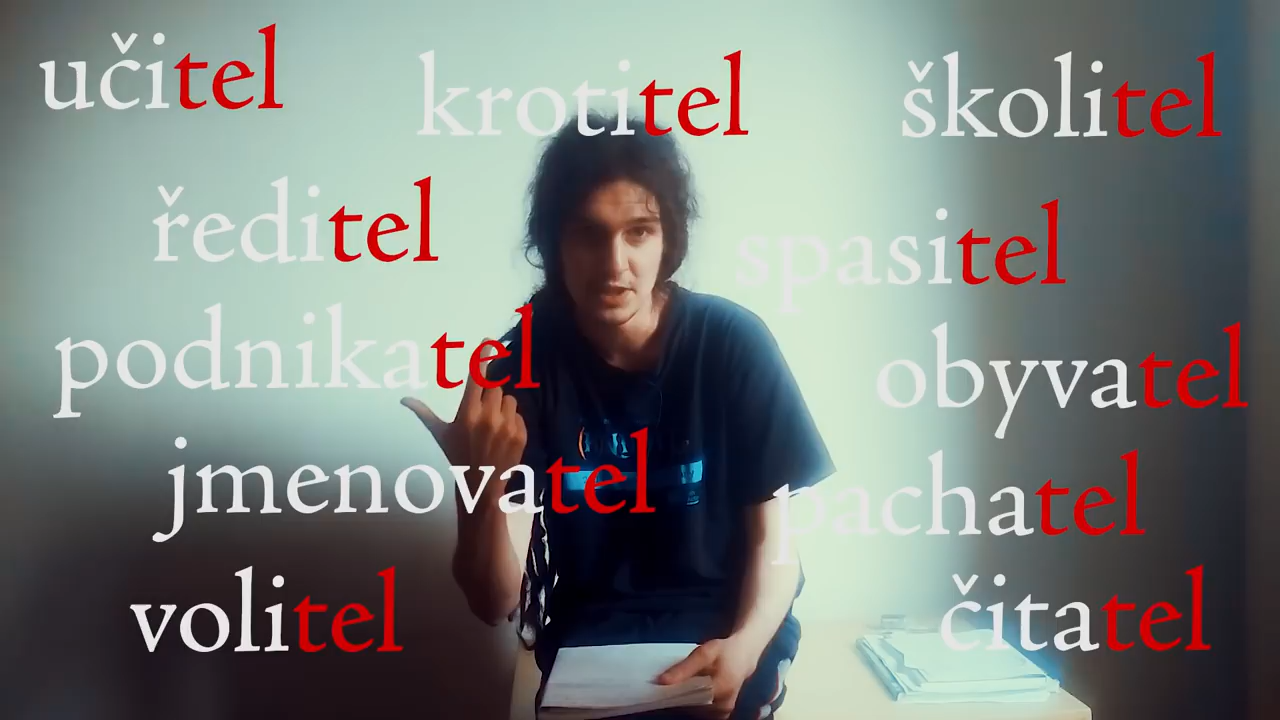 učitel
krotitel
školitel
ředitel
spasitel
podnikatel
obyvatel
jmenovatel
pachatel
volitel
čitatel